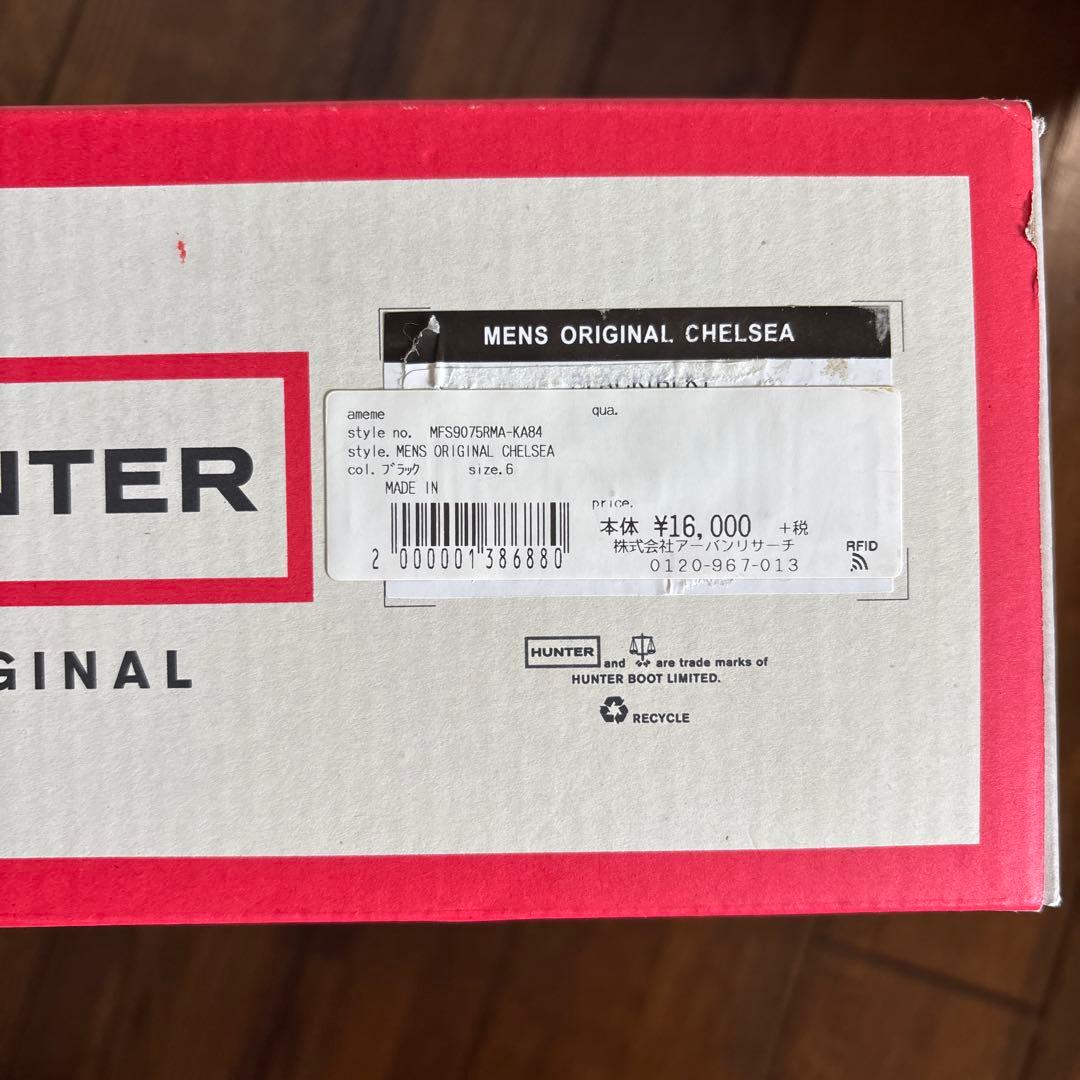 MENS ORIGINAL CHELSEA
ameme
qua.
style no. MFS9075RMA-KA84
style. MENS ORIGINAL CHELSEA
col. ブラック size. 6
MADE IN
price.
本体 ¥16,000 +税
株式会社アーバンリサーチ
0120-967-013
RFID
2 000001 386880
NTER
GINAL
HUNTER and are trade marks of
HUNTER BOOT LIMITED.
RECYCLE